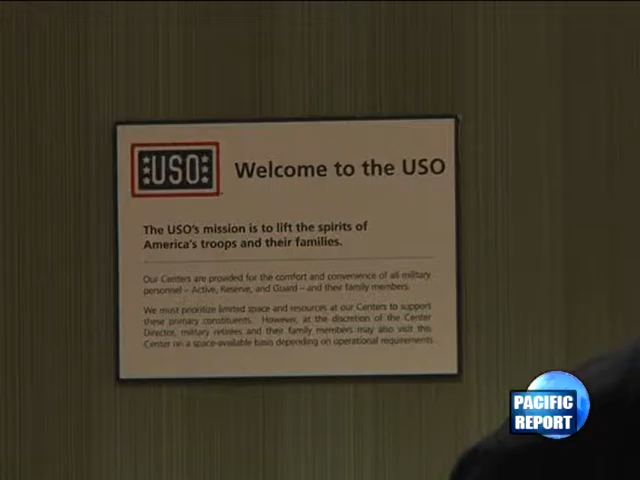 USO
Welcome to the USO
The USO's mission is to lift the spirits of
America's troops and their families.
Our Centers are provided for the comfort and convenience of all military
personnel – Active, Reserve, and Guard – and their family members.
We must prioritize limited space and resources at our Centers to support
these primary constituents. However, at the discretion of the Center
Director, military retirees and their family members may also visit this
Center on a space-available basis depending on operational requirements
PACIFIC
REPORT